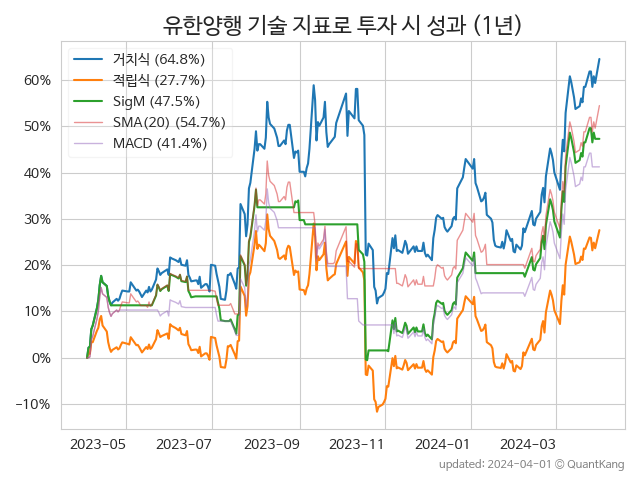 유한양행 기술 지표로 투자 시 성과 (1년)
거치식 (64.8%)
적립식 (27.7%)
SigM (47.5%)
SMA(20) (54.7%)
MACD (41.4%)
60%
50%
40%
30%
20%
10%
0%
−10%
2023-05 2023-07 2023-09 2023-11 2024-01 2024-03
updated: 2024-04-01 © QuantKang